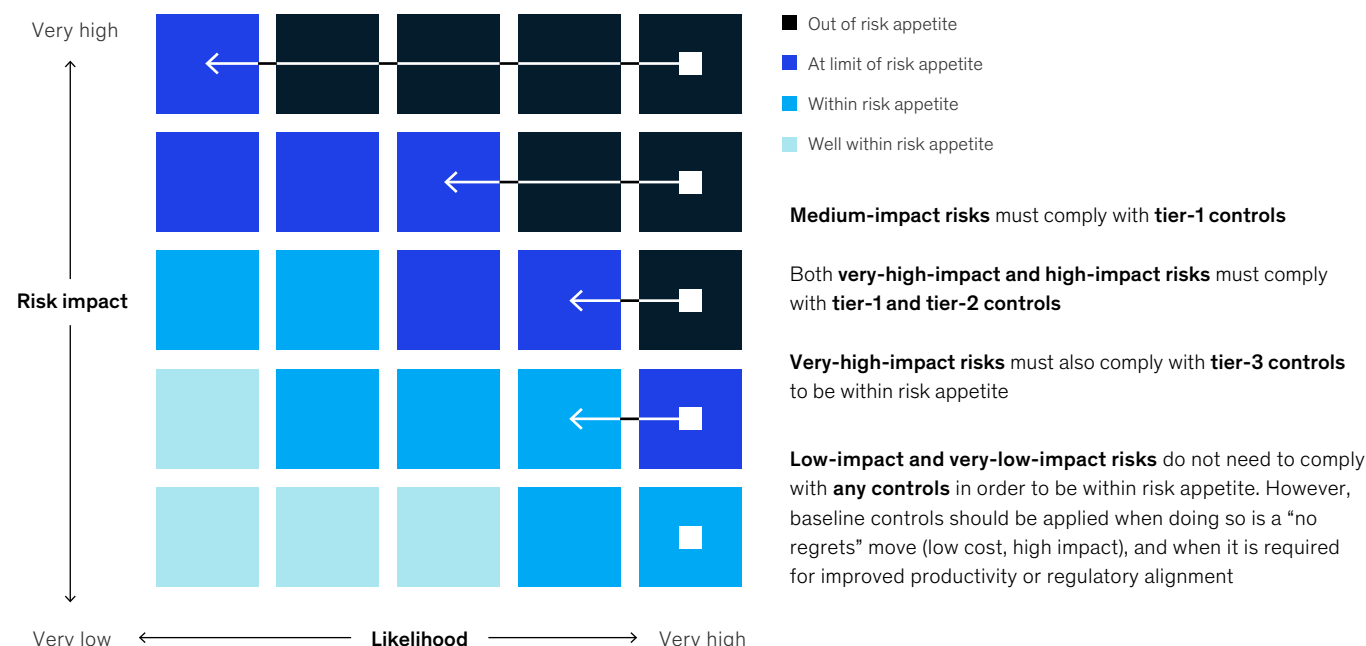 Very high
Risk impact
Very low
Likelihood
Very high
Out of risk appetite
At limit of risk appetite
Within risk appetite
Well within risk appetite
Medium-impact risks must comply with tier-1 controls
Both very-high-impact and high-impact risks must comply
with tier-1 and tier-2 controls
Very-high-impact risks must also comply with tier-3 controls
to be within risk appetite
Low-impact and very-low-impact risks do not need to comply
with any controls in order to be within risk appetite. However,
baseline controls should be applied when doing so is a “no
regrets” move (low cost, high impact), and when it is required
for improved productivity or regulatory alignment